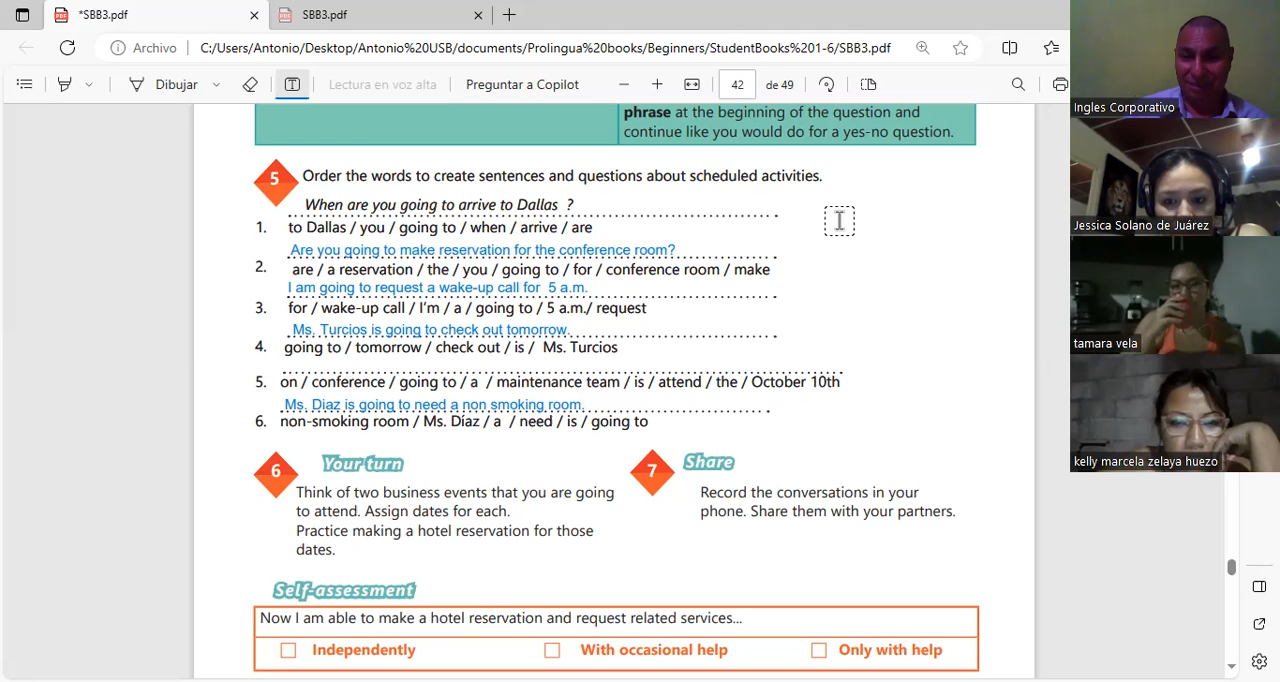 *SBB3.pdf
SBB3.pdf
Archivo
C:/Users/Antonio/Desktop/Antonio%20USB/documents/Prolingua%20books/Beginners/StudentBooks%201-6/SBB3.pdf
Dibujar
Lectura en voz alta
Preguntar a Copilot
42
de 49
phrase at the beginning of the question and
continue like you would do for a yes-no question.
5
Order the words to create sentences and questions about scheduled activities.
When are you going to arrive to Dallas ?
1. to Dallas / you / going to / when / arrive / are
Are you going to make reservation for the conference room?
2. are / a reservation / the / you / going to / for / conference room / make
I am going to request a wake-up call for 5 a.m.
3. for / wake-up call / I'm / a / going to / 5 a.m./ request
Ms. Turcios is going to check out tomorrow.
4. going to / tomorrow / check out / is / Ms. Turcios
5. on / conference / going to / a / maintenance team / is / attend / the / October 10th
Ms. Diaz is going to need a non smoking room.
6. non-smoking room / Ms. Díaz / a / need / is / going to
6
Your turn
Think of two business events that you are going
to attend. Assign dates for each.
Practice making a hotel reservation for those
dates.
7
Share
Record the conversations in your
phone. Share them with your partners.
Self-assessment
Now I am able to make a hotel reservation and request related services...
Independently
With occasional help
Only with help
Ingles Corporativo
Jessica Solano de Juárez
tamara vela
kelly marcela zelaya huezo